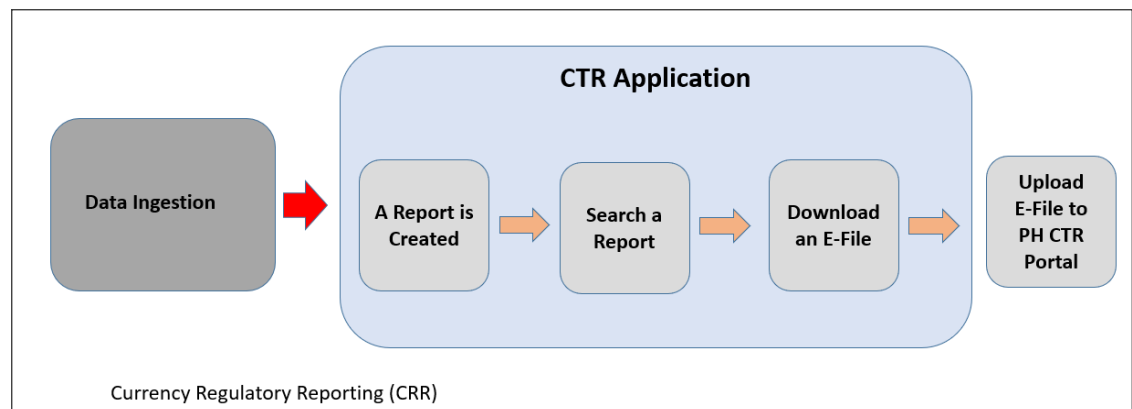 CTR Application
Data Ingestion
A Report is
Created
Search a
Report
Download
an E-File
Upload
E-File to
PH CTR
Portal
Currency Regulatory Reporting (CRR)